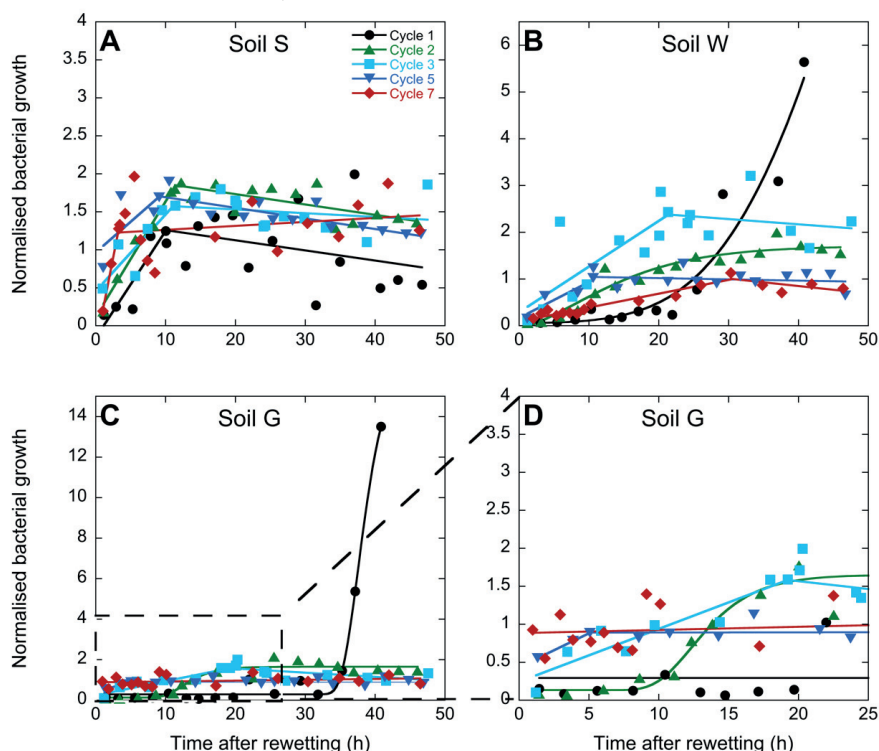 A
Soil S
Cycle 1
Cycle 2
Cycle 3
Cycle 5
Cycle 7
Normalised bacterial growth
4
3.5
3
2.5
2
1.5
1
0.5
0
0 10 20 30 40 50
B
Soil W
6
5
4
3
2
1
0
0 10 20 30 40 50
C
Soil G
Normalised bacterial growth
14
12
10
8
6
4
2
0
0 10 20 30 40 50
Time after rewetting (h)
D
Soil G
4
3.5
3
2.5
2
1.5
1
0.5
0
0 5 10 15 20 25
Time after rewetting (h)